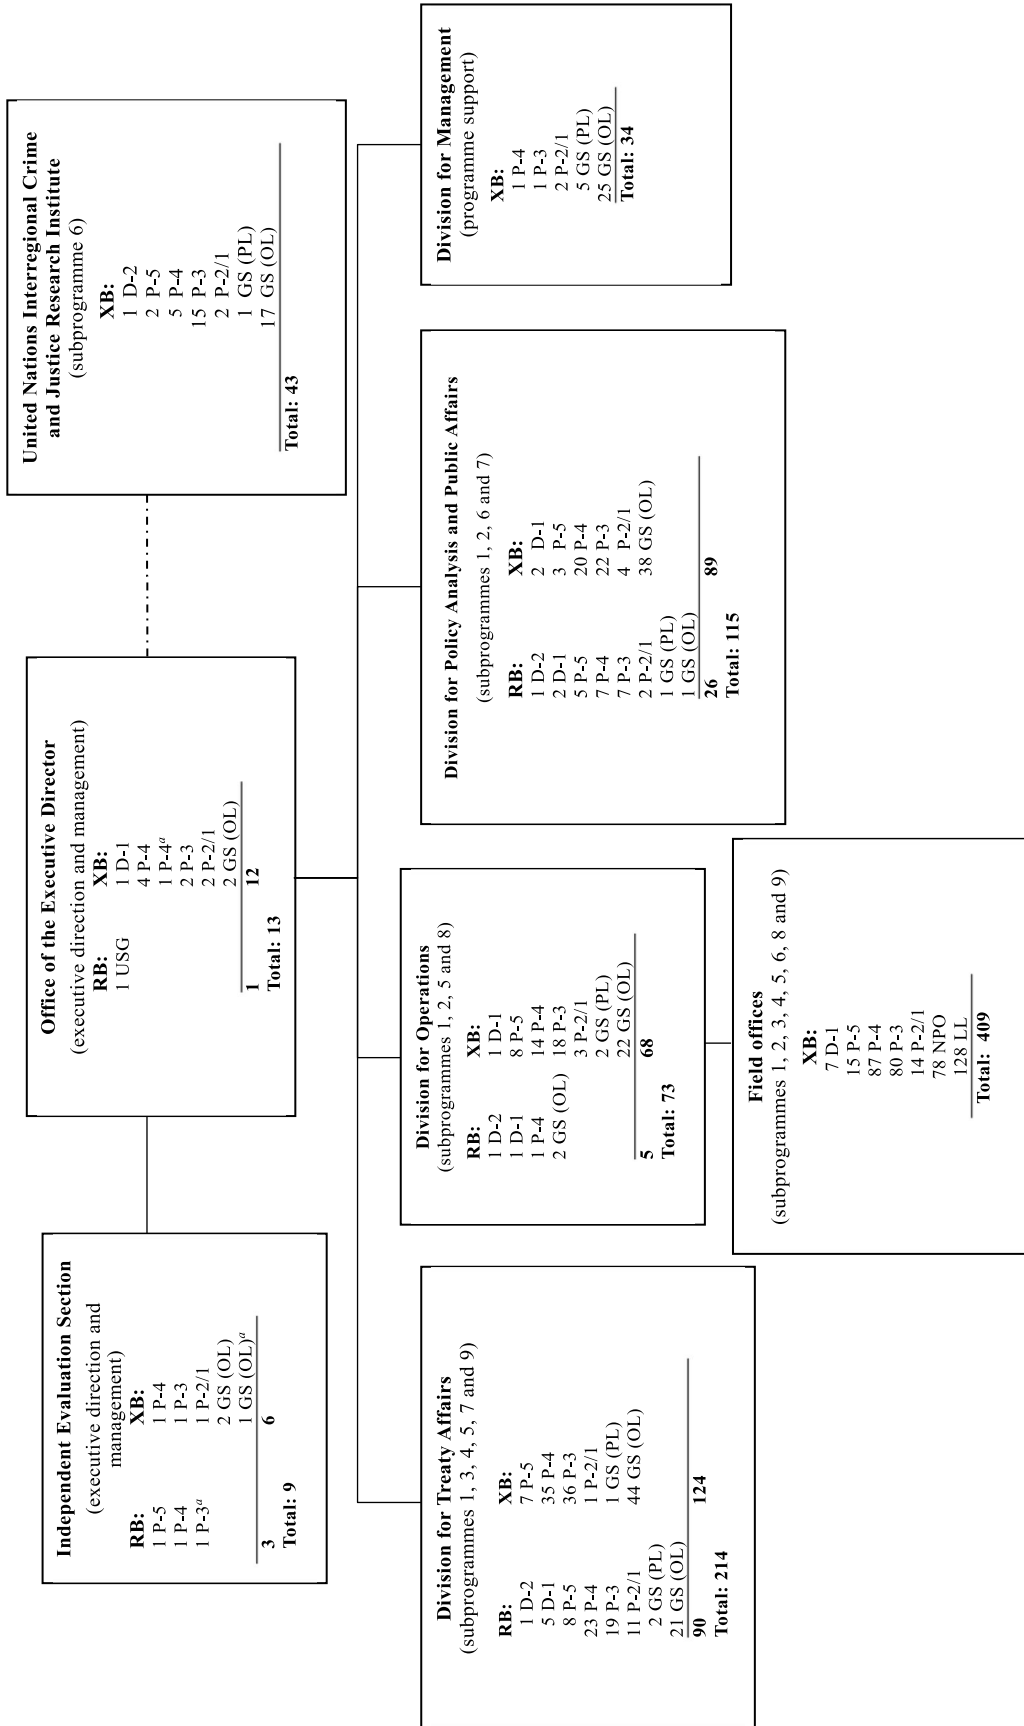 Office of the Executive Director
(executive direction and management)
RB: XB:
1 USG 1 D-1
4 P-4
1 P-4ᵃ
2 P-3
2 P-2/1
2 GS (OL)
1 12
Total: 13
Independent Evaluation Section
(executive direction and
management)
RB: XB:
1 P-5 1 P-4
1 P-4 1 P-3
1 P-3ᵃ 1 P-2/1
2 GS (OL)
1 GS (OL)ᵃ
3 6
Total: 9
United Nations Interregional Crime
and Justice Research Institute
(subprogramme 6)
XB:
1 D-2
2 P-5
5 P-4
15 P-3
2 P-2/1
1 GS (PL)
17 GS (OL)
Total: 43
Division for Treaty Affairs
(subprogrammes 1, 3, 4, 5, 7 and 9)
RB: XB:
1 D-2 7 P-5
5 D-1 35 P-4
8 P-5 36 P-3
23 P-4 1 P-2/1
19 P-3 1 GS (PL)
11 P-2/1 44 GS (OL)
2 GS (PL)
21 GS (OL)
90 124
Total: 214
Division for Operations
(subprogrammes 1, 2, 5 and 8)
RB: XB:
1 D-2 1 D-1
1 D-1 8 P-5
1 P-4 14 P-4
2 GS (OL) 18 P-3
3 P-2/1
2 GS (PL)
22 GS (OL)
5 68
Total: 73
Division for Policy Analysis and Public Affairs
(subprogrammes 1, 2, 6 and 7)
RB: XB:
1 D-2 2 D-1
2 D-1 3 P-5
5 P-5 20 P-4
7 P-4 22 P-3
7 P-3 4 P-2/1
2 P-2/1 38 GS (OL)
1 GS (PL)
1 GS (OL)
26 89
Total: 115
Division for Management
(programme support)
XB:
1 P-4
1 P-3
2 P-2/1
5 GS (PL)
25 GS (OL)
Total: 34
Field offices
(subprogrammes 1, 2, 3, 4, 5, 6, 8 and 9)
XB:
7 D-1
15 P-5
87 P-4
80 P-3
14 P-2/1
78 NPO
128 LL
Total: 409